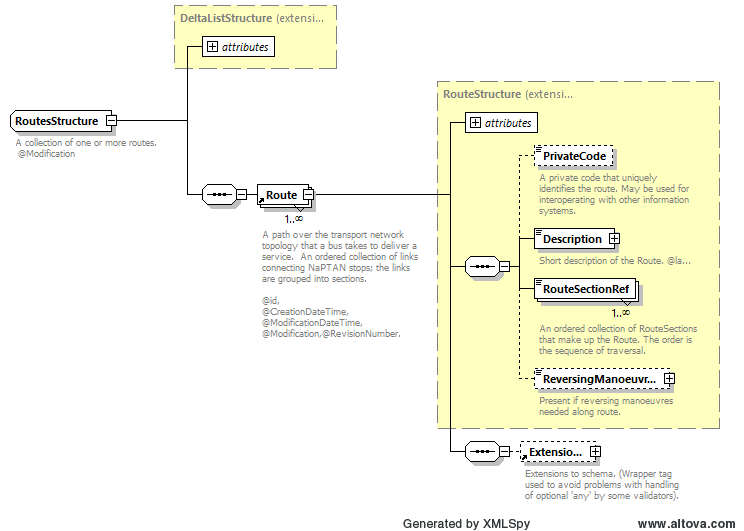 DeltaListStructure (extensi...
attributes
RoutesStructure
A collection of one or more routes.
@Modification
Route
1..∞
A path over the transport network
topology that a bus takes to deliver a
service.  An ordered collection of links
connecting NaPTAN stops; the links
are grouped into sections.
@id,
@CreationDateTime,
@ModificationDateTime,
@Modification,@RevisionNumber.
RouteStructure (extensi...
attributes
PrivateCode
A private code that uniquely
identifies the route. May be used for
interoperating with other information
systems.
Description
Short description of the Route. @la...
RouteSectionRef
1..∞
An ordered collection of RouteSections
that make up the Route. The order is
the sequence of traversal.
ReversingManoeuvr...
Present if reversing manoeuvres
needed along route.
Extensio...
Extensions to schema. (Wrapper tag
used to avoid problems with handling
of optional 'any' by some validators).
Generated by XMLSpy
www.altova.com